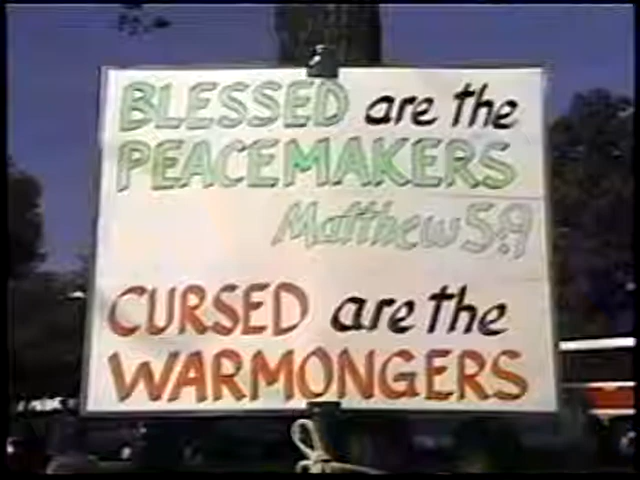 BLESSED are the
PEACEMAKERS
Matthew 5:9
CURSED are the
WARMONGERS